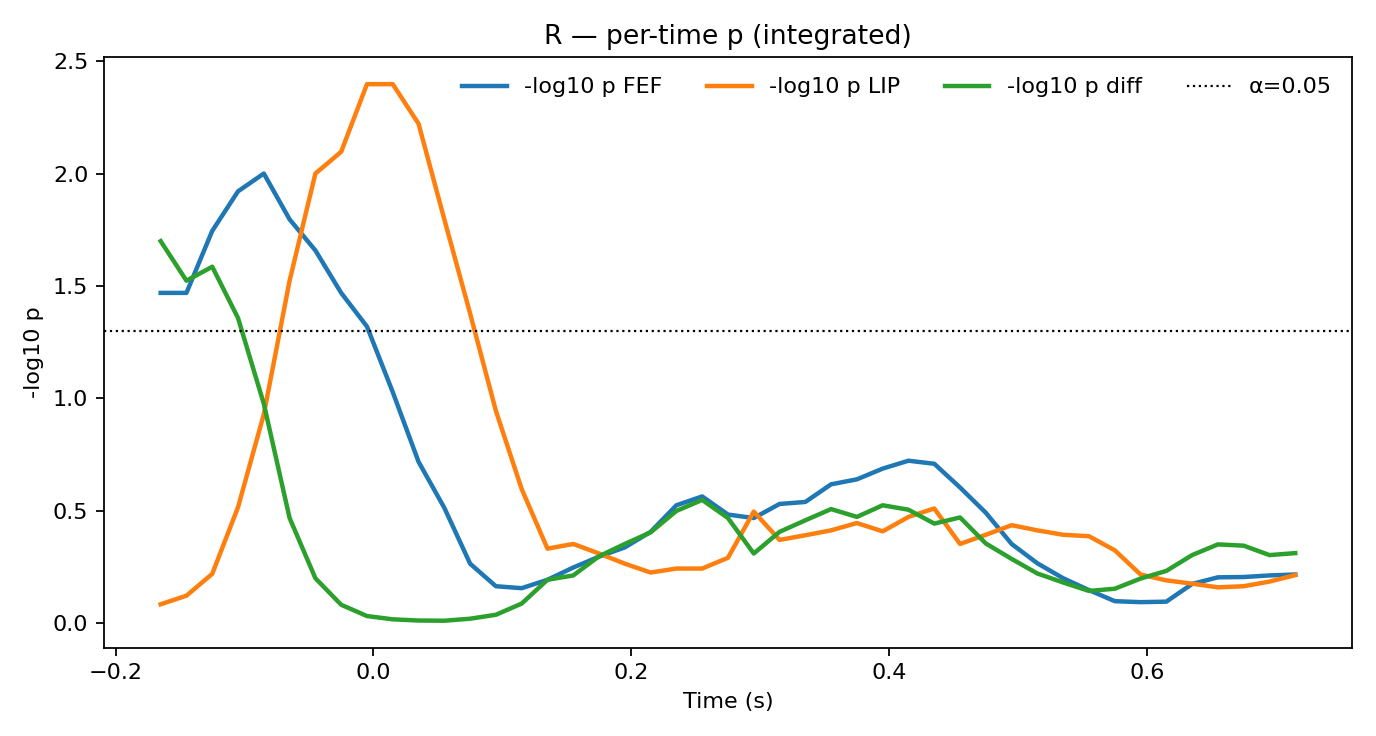 R — per-time p (integrated)
-log10 p FEF -log10 p LIP -log10 p diff α=0.05
-log10 p
2.5
2.0
1.5
1.0
0.5
0.0
−0.2 0.0 0.2 0.4 0.6
Time (s)